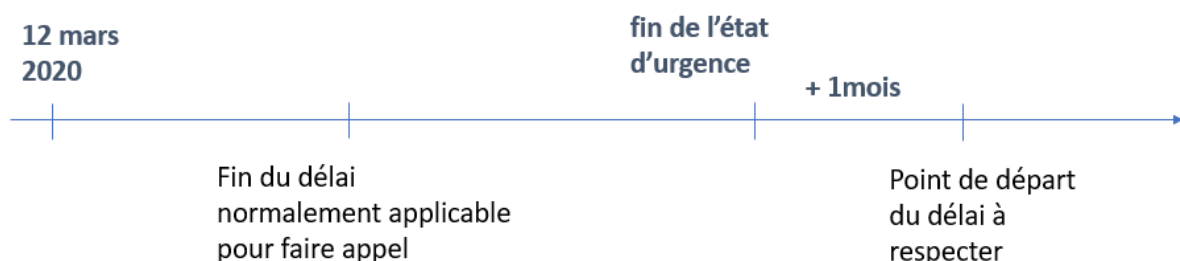 12 mars
2020
fin de l'état
d'urgence
+ 1mois
Fin du délai
normalement applicable
pour faire appel
Point de départ
du délai à
respecter